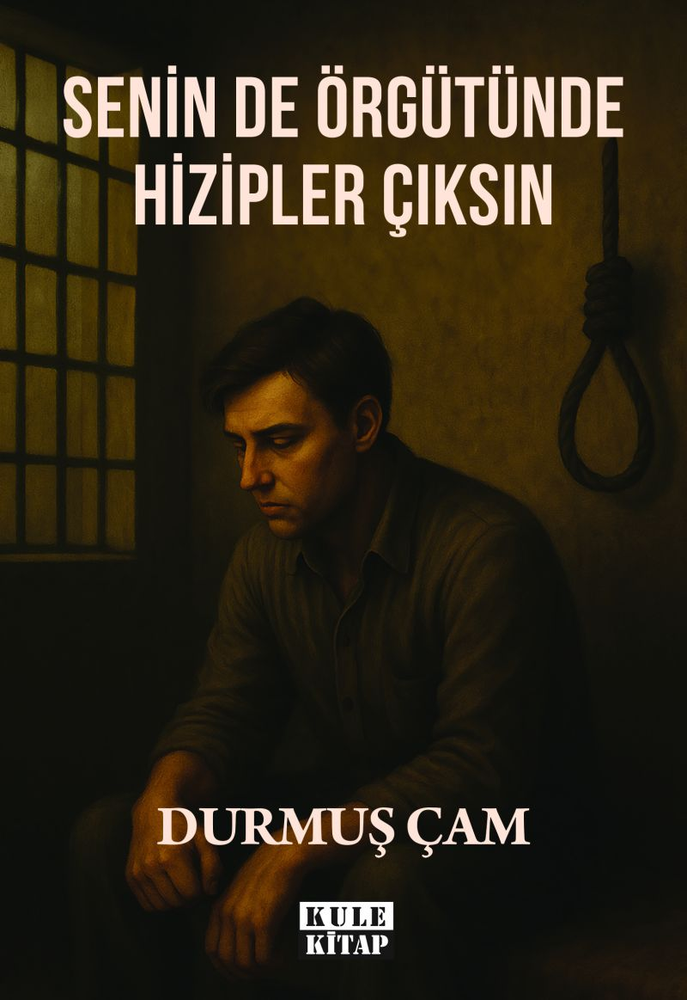 SENİN DE ÖRGÜTÜNDE
HİZİPLER ÇIKSIN
DURMUŞ ÇAM
KULE
KİTAP